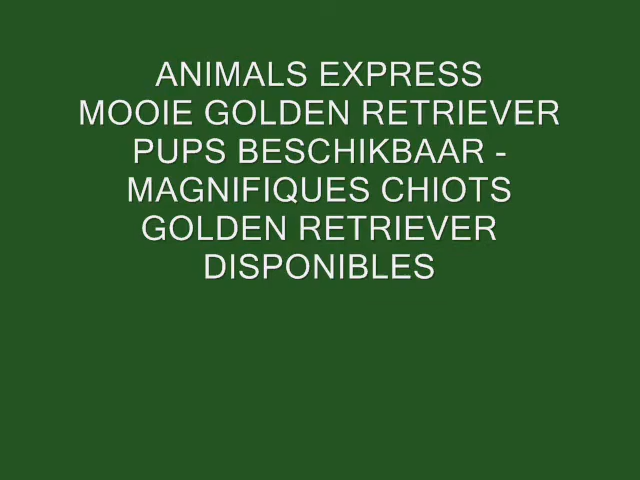 ANIMALS EXPRESS
MOOIE GOLDEN RETRIEVER
PUPS BESCHIKBAAR -
MAGNIFIQUES CHIOTS
GOLDEN RETRIEVER
DISPONIBLES